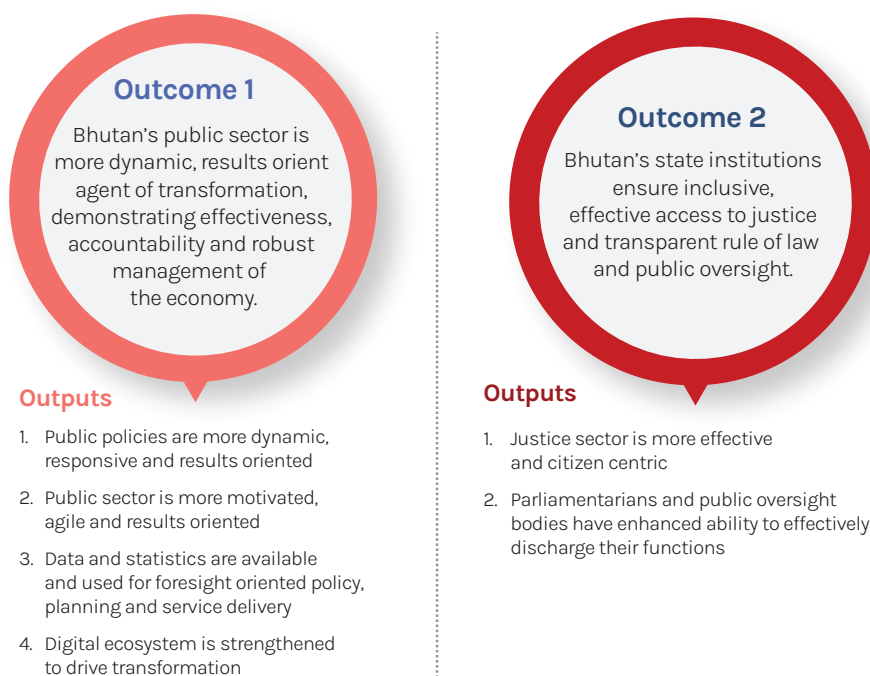 Outcome 1
Bhutan's public sector is
more dynamic, results orient
agent of transformation,
demonstrating effectiveness,
accountability and robust
management of
the economy.
Outputs
1. Public policies are more dynamic,
responsive and results oriented
2. Public sector is more motivated,
agile and results oriented
3. Data and statistics are available
and used for foresight oriented policy,
planning and service delivery
4. Digital ecosystem is strengthened
to drive transformation
Outcome 2
Bhutan's state institutions
ensure inclusive,
effective access to justice
and transparent rule of law
and public oversight.
Outputs
1. Justice sector is more effective
and citizen centric
2. Parliamentarians and public oversight
bodies have enhanced ability to effectively
discharge their functions